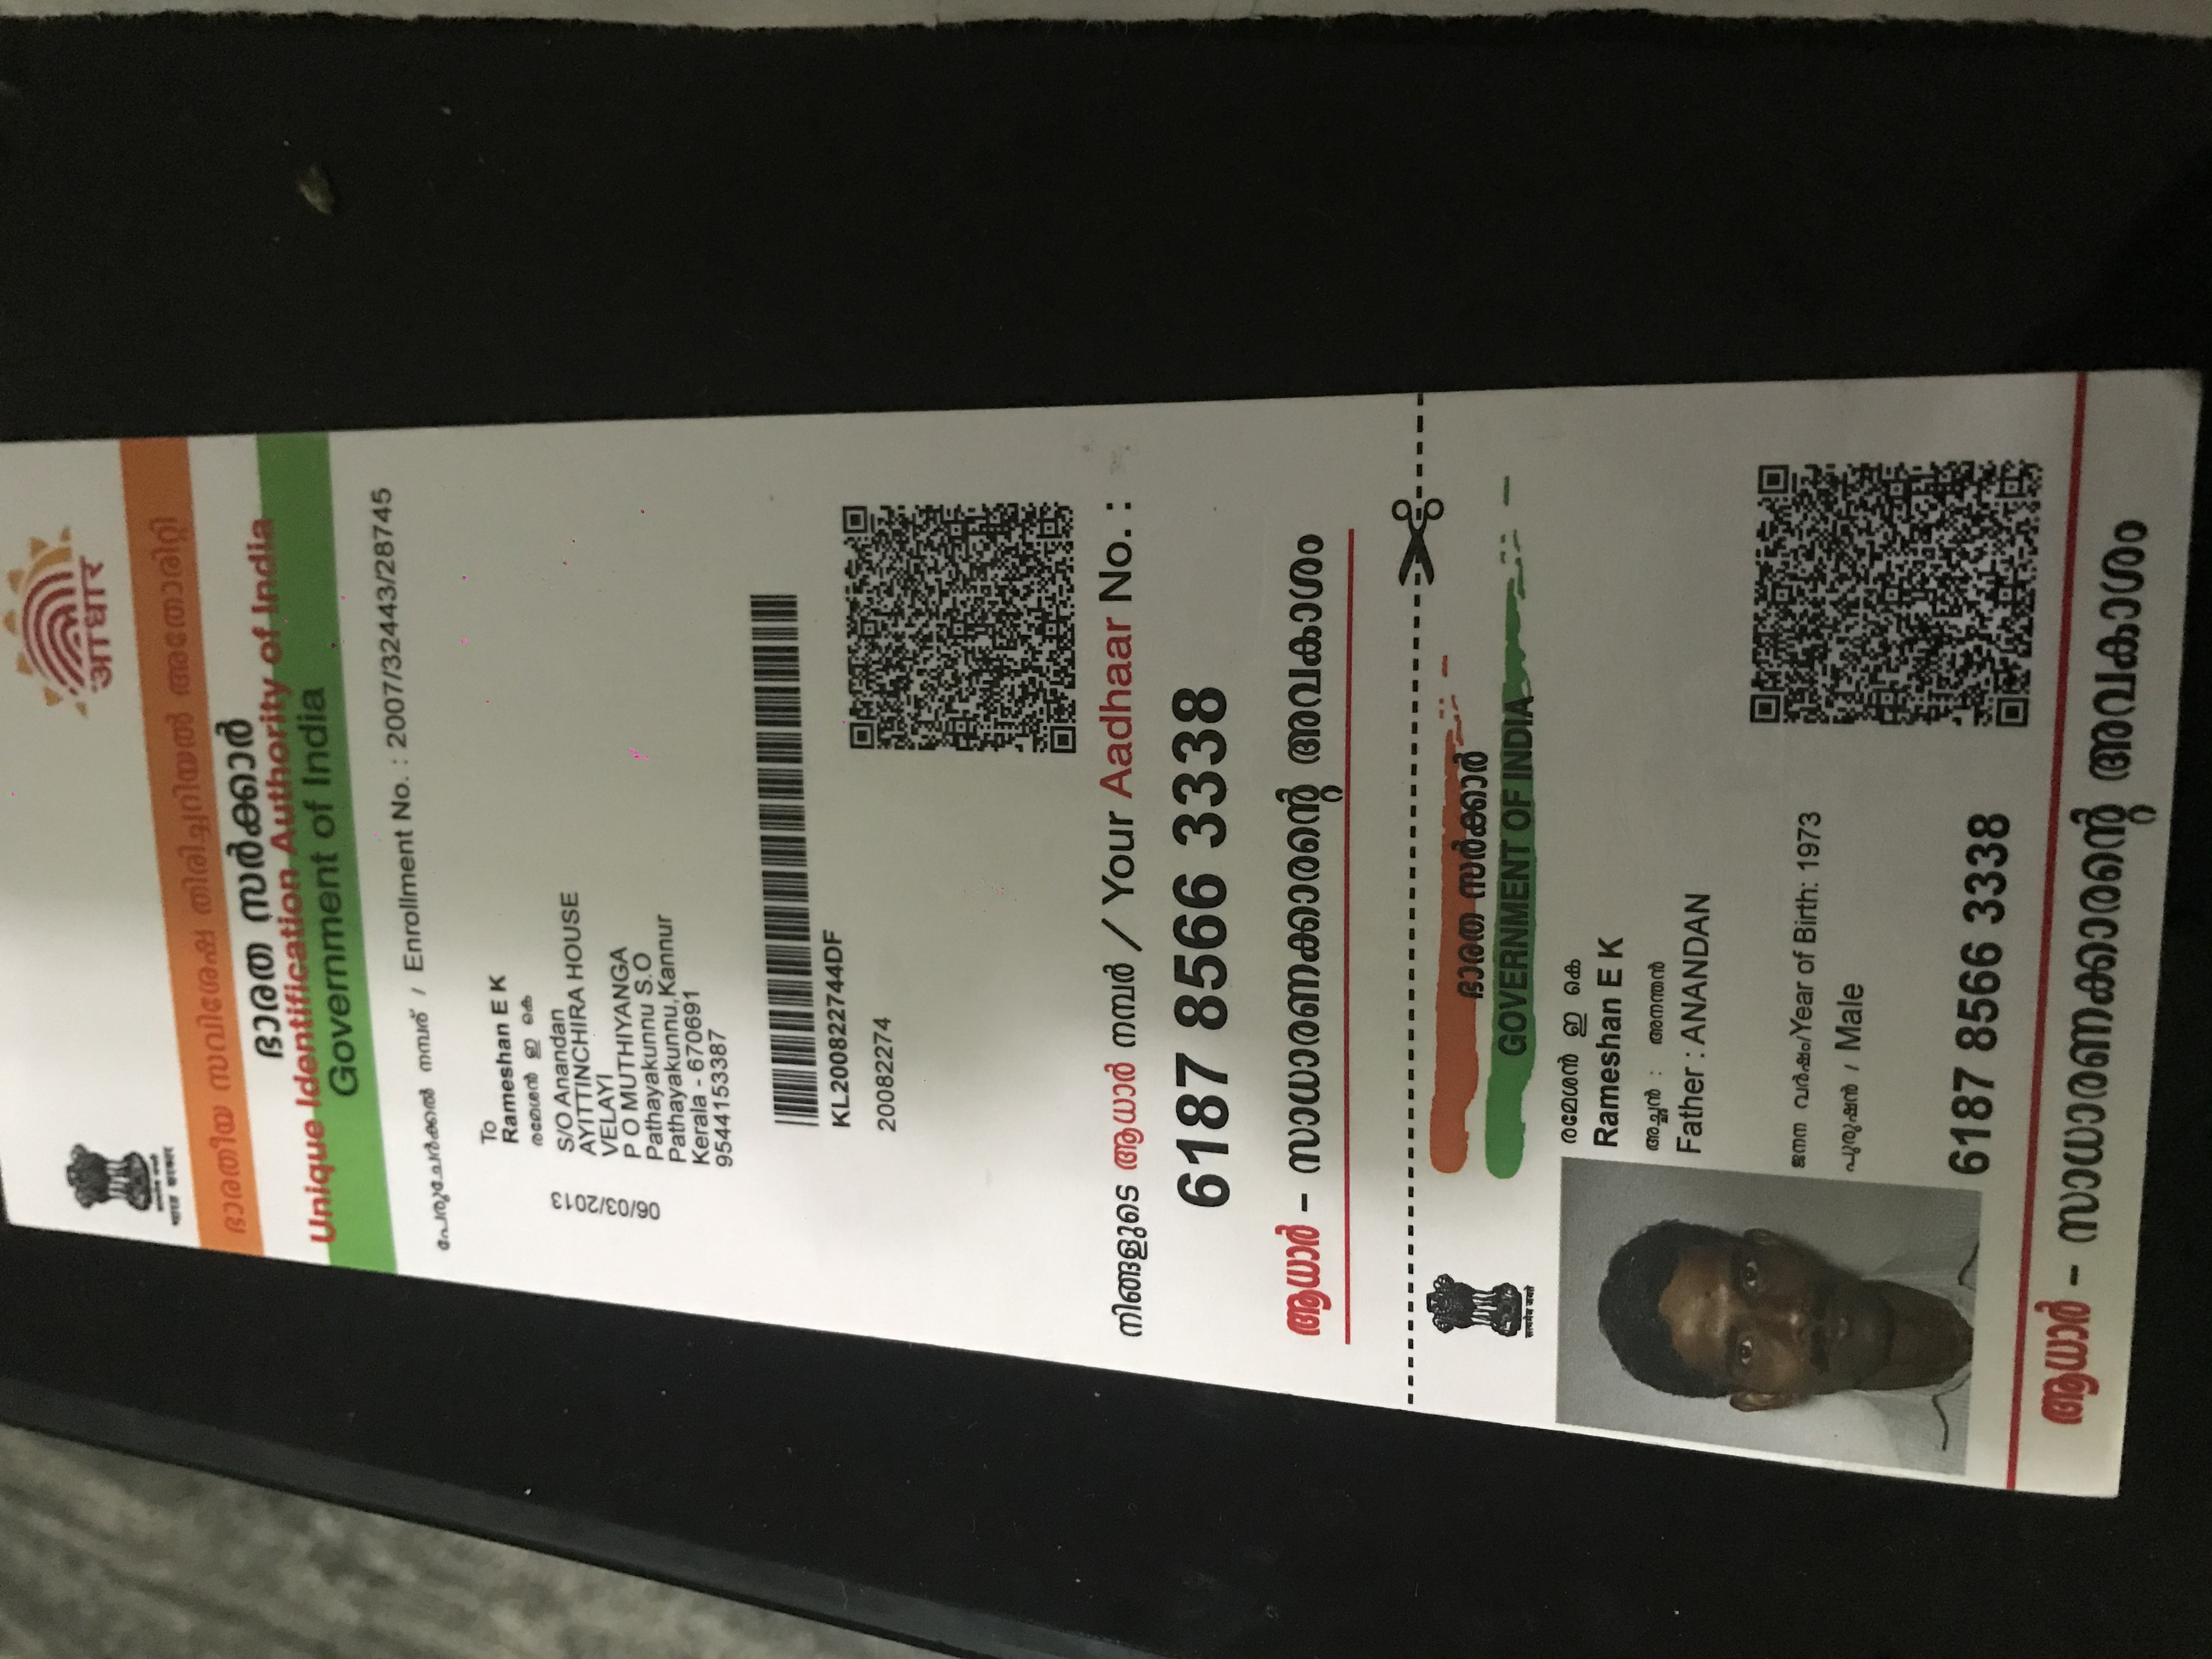 आधार
सत्यमेव जयते
भारत सरकार
ഭാരതീയ സവിശേഷ തിരിച്ചറിയൽ അതോരിറ്റി
ഭാരത സർക്കാർ
Unique Identification Authority of India
Government of India
പേരുചേർക്കൽ നമ്പര് / Enrollment No. : 2007/32443/28745
To
Rameshan E K
രമേശൻ ഇ കെ
S/O Anandan
AYITTINCHIRA HOUSE
VELAYI
P O MUTHIYANGA
Pathayakunnu S.O
Pathayakunnu,Kannur
Kerala - 670691
9544153387
06/03/2013
KL200822744DF
20082274
നിങ്ങളുടെ ആധാർ നമ്പർ / Your Aadhaar No. :
6187 8566 3338
ആധാർ – സാധാരണക്കാരന്റെ അവകാശം
सत्यमेव जयते
ഭാരത സർക്കാർ
GOVERNMENT OF INDIA
രമേശൻ ഇ കെ
Rameshan E K
അച്ഛൻ : അനന്തൻ
Father : ANANDAN
ജനന വർഷം/Year of Birth: 1973
പുരുഷൻ / Male
6187 8566 3338
ആധാർ – സാധാരണക്കാരന്റെ അവകാശം